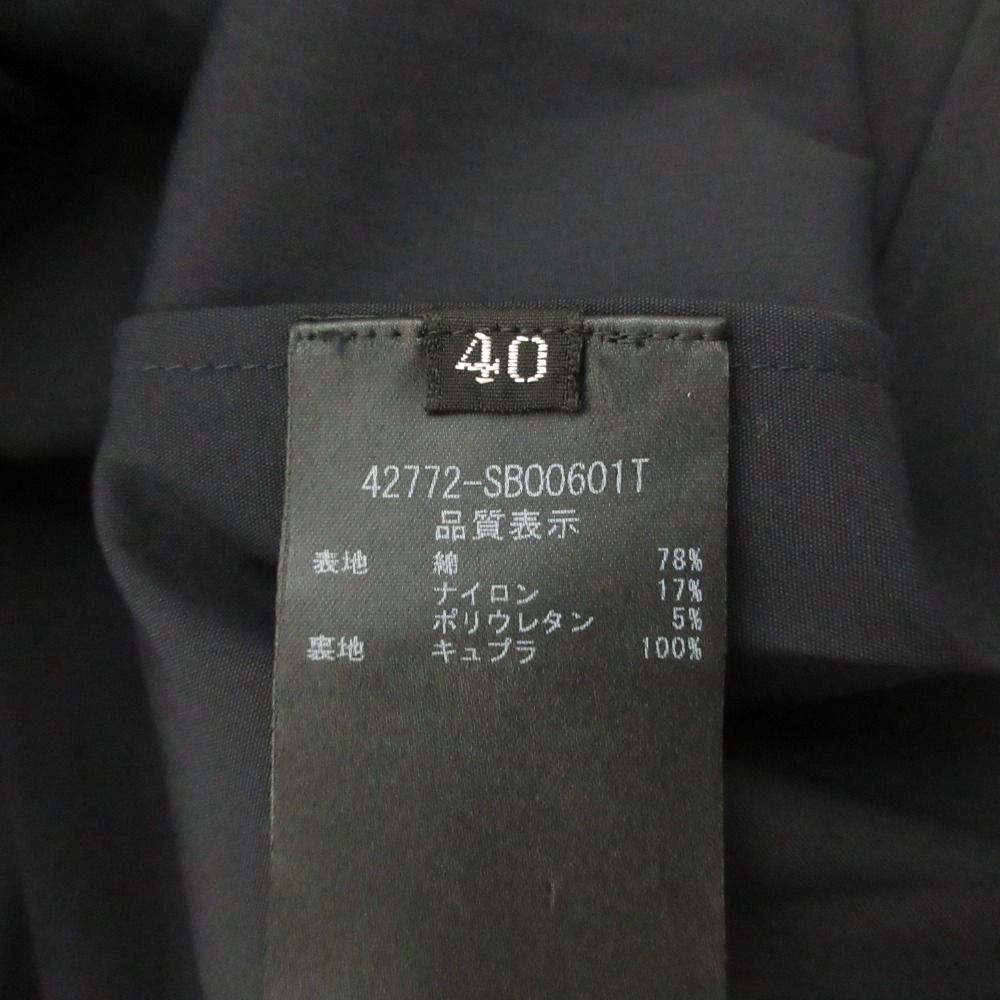 40
42772-SB00601T
品質表示
表地 綿 78%
ナイロン 17%
ポリウレタン 5%
裏地 キュプラ 100%